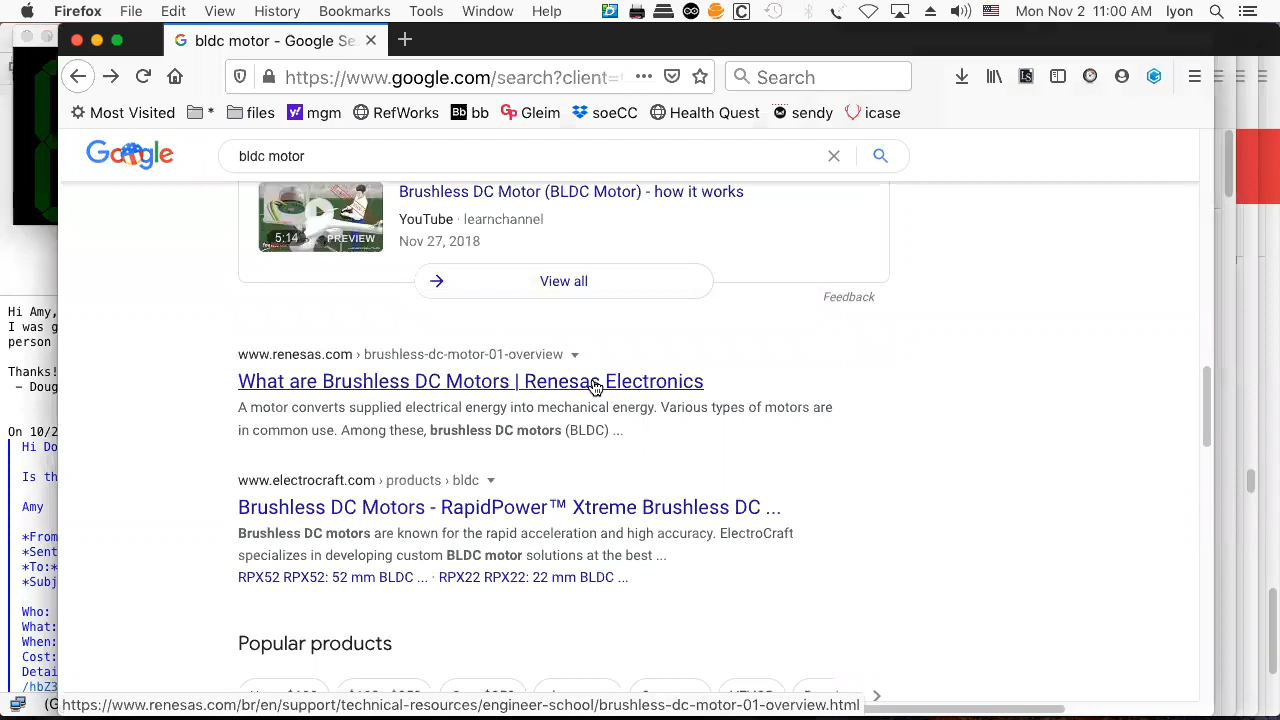 Firefox File Edit View History Bookmarks Tools Window Help Mon Nov 2 11:00 AM lyon
bldc motor - Google Se
https://www.google.com/search?client=
Search
Most Visited * files mgm RefWorks Bb bb Gleim soeCC Health Quest sendy icase
Google
bldc motor
Brushless DC Motor (BLDC Motor) - how it works
YouTube · learnchannel
5:14 PREVIEW
Nov 27, 2018
View all
Feedback
Hi Amy,
I was g
person
Thanks!
- Doug
On 10/2
Hi Do
Is th
Amy
*From
*Sent
*To:*
*Subj
Who:
What:
When:
Cost:
Detai
/hbZ3
www.renesas.com › brushless-dc-motor-01-overview
What are Brushless DC Motors | Renesas Electronics
A motor converts supplied electrical energy into mechanical energy. Various types of motors are
in common use. Among these, brushless DC motors (BLDC) ...
www.electrocraft.com › products › bldc
Brushless DC Motors - RapidPower™ Xtreme Brushless DC ...
Brushless DC motors are known for the rapid acceleration and high accuracy. ElectroCraft
specializes in developing custom BLDC motor solutions at the best ...
RPX52 RPX52: 52 mm BLDC ... · RPX22 RPX22: 22 mm BLDC ...
Popular products
https://www.renesas.com/br/en/support/technical-resources/engineer-school/brushless-dc-motor-01-overview.html